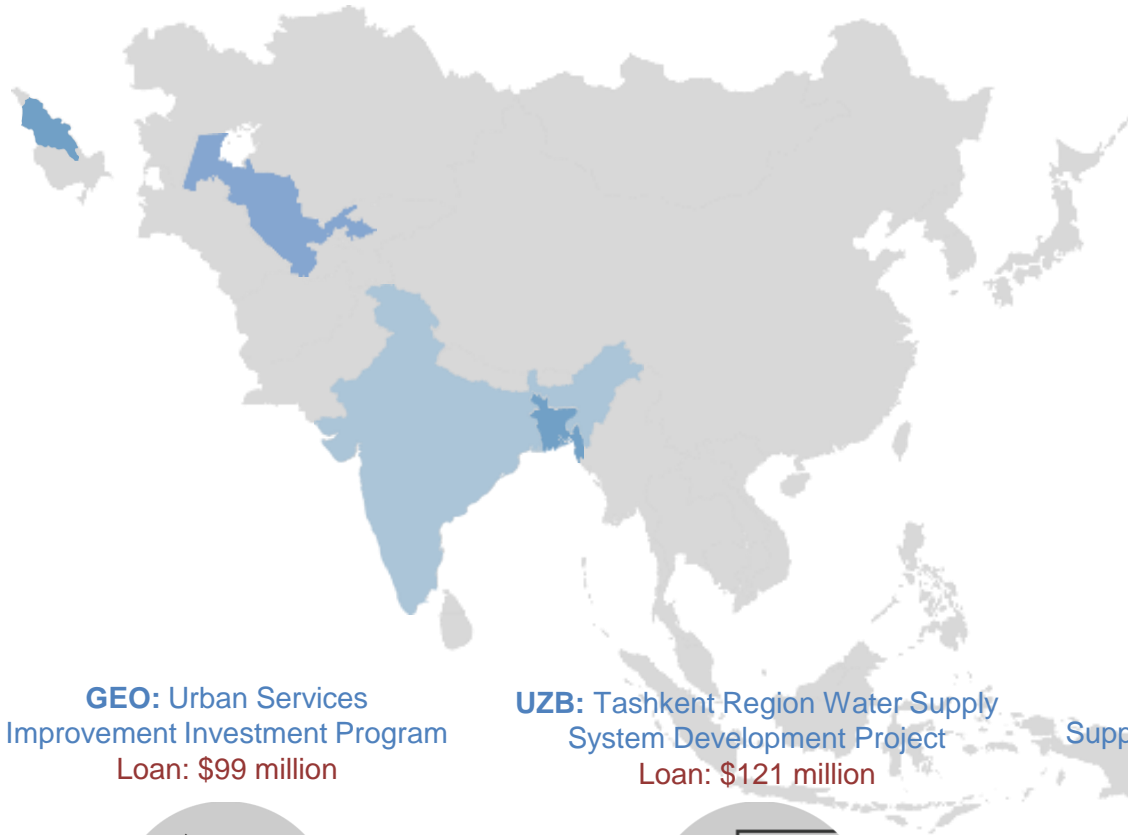 GEO: Urban Services
Improvement Investment Program
Loan: $99 million
UZB: Tashkent Region Water Supply
System Development Project
Loan: $121 million